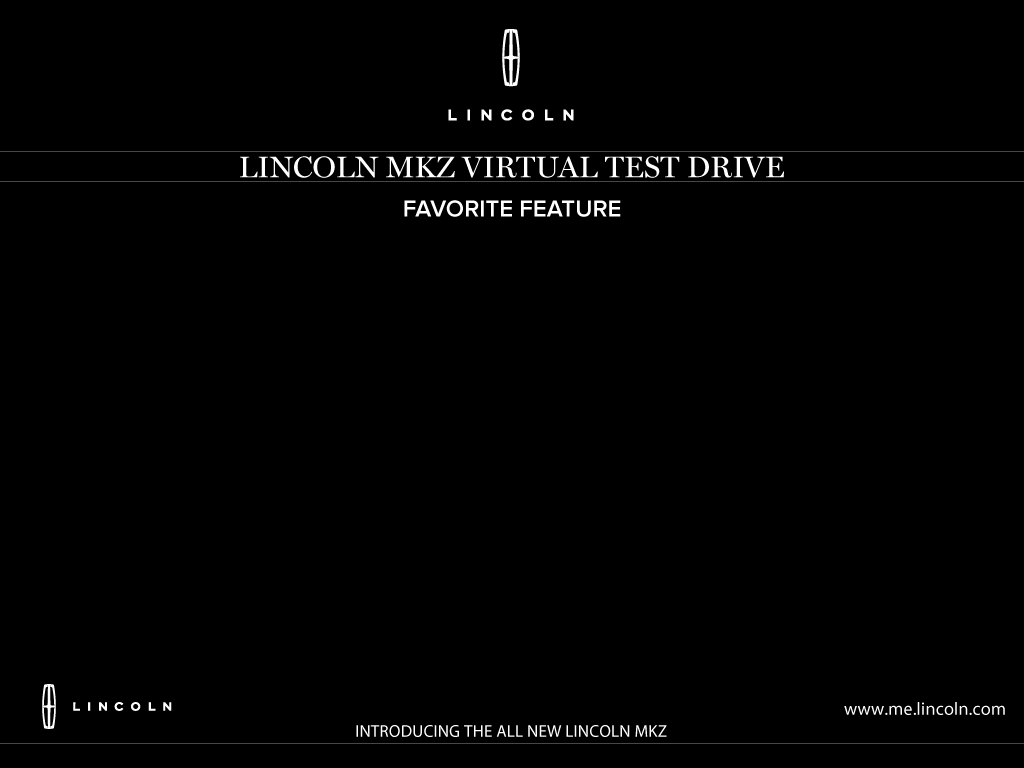 LINCOLN
LINCOLN MKZ VIRTUAL TEST DRIVE
FAVORITE FEATURE
LINCOLN
www.me.lincoln.com
INTRODUCING THE ALL NEW LINCOLN MKZ